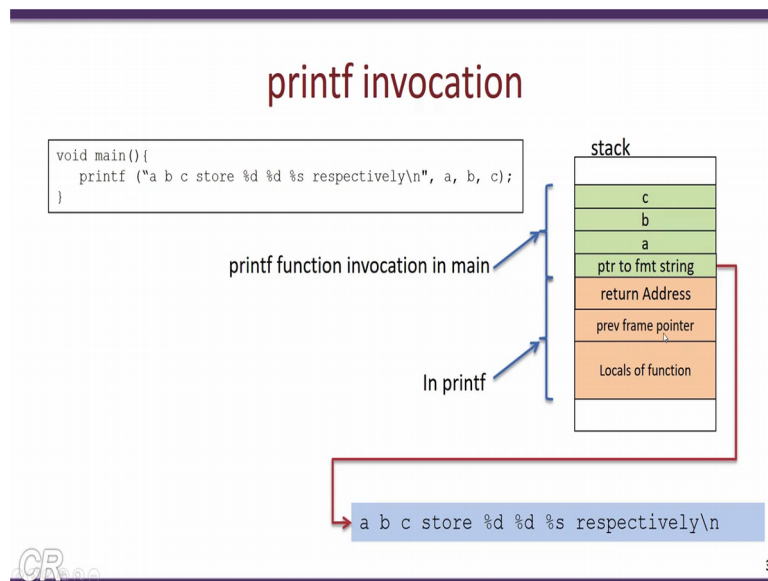 printf invocation
void main(){
printf (“a b c store %d %d %s respectively\n", a, b, c);
}
stack
c
b
a
ptr to fmt string
return Address
prev frame pointer
Locals of function
printf function invocation in main
In printf
a b c store %d %d %s respectively\n
CR